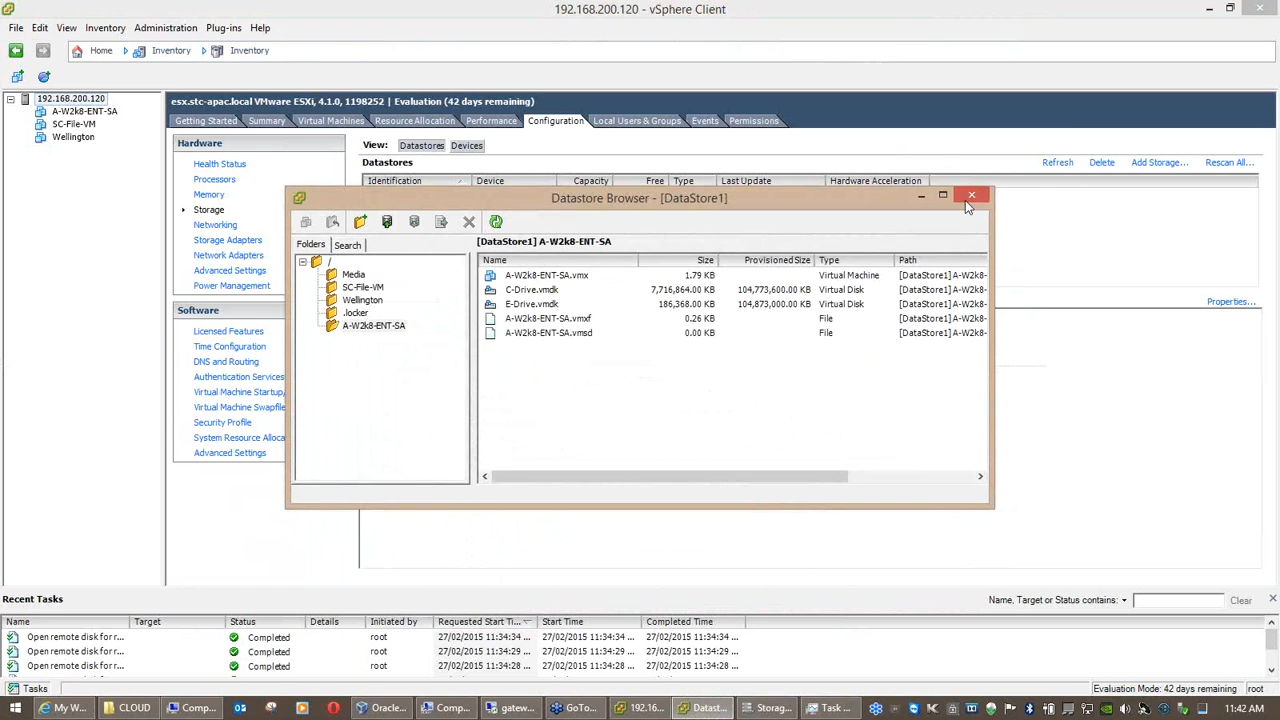 192.168.200.120 - vSphere Client
File Edit View Inventory Administration Plug-ins Help
Home Inventory Inventory
192.168.200.120
A-W2k8-ENT-SA
SC-File-VM
Wellington
esx.stc-apac.local VMware ESXi, 4.1.0, 1198252 | Evaluation (42 days remaining)
Getting Started Summary Virtual Machines Resource Allocation Performance Configuration Local Users & Groups Events Permissions
Hardware
Health Status
Processors
Memory
Storage
Networking
Storage Adapters
Network Adapters
Advanced Settings
Power Management
Software
Licensed Features
Time Configuration
DNS and Routing
Authentication Services
Virtual Machine Startup/
Virtual Machine Swapfile
Security Profile
System Resource Alloca
Advanced Settings
View: Datastores Devices
Datastores Refresh Delete Add Storage... Rescan All...
Identification Device Capacity Free Type Last Update Hardware Acceleration
Properties...
Datastore Browser - [DataStore1]
Folders Search
/
Media
SC-File-VM
Wellington
.locker
A-W2k8-ENT-SA
[DataStore1] A-W2k8-ENT-SA
Name Size Provisioned Size Type Path
A-W2k8-ENT-SA.vmx 1.79 KB Virtual Machine [DataStore1] A-W2k8-
C-Drive.vmdk 7,716,864.00 KB 104,773,600.00 KB Virtual Disk [DataStore1] A-W2k8-
E-Drive.vmdk 186,368.00 KB 104,873,000.00 KB Virtual Disk [DataStore1] A-W2k8-
A-W2k8-ENT-SA.vmxf 0.26 KB File [DataStore1] A-W2k8-
A-W2k8-ENT-SA.vmsd 0.00 KB File [DataStore1] A-W2k8-
Recent Tasks Name, Target or Status contains: Clear
Name Target Status Details Initiated by Requested Start Ti... Start Time Completed Time
Open remote disk for r... Completed root 27/02/2015 11:34:34 27/02/2015 11:34:34 27/02/2015 11:34:34
Open remote disk for r... Completed root 27/02/2015 11:34:29 27/02/2015 11:34:29 27/02/2015 11:34:29
Open remote disk for r... Completed root 27/02/2015 11:34:28 27/02/2015 11:34:28 27/02/2015 11:34:28
Tasks Evaluation Mode: 42 days remaining root
My W... CLOUD Comp... Oracle... Comp... gatew... GoTo... 192.16... Datast... Storag... Task ... 11:42 AM